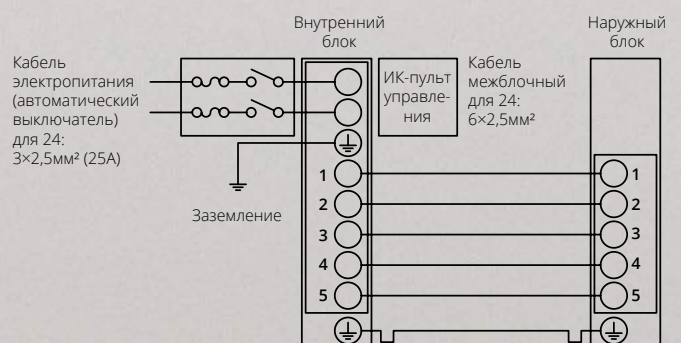 Внутренний
блок
Наружный
блок
Кабель
электропитания
(автоматический
выключатель)
для 24:
3×2,5мм² (25А)
ИК-пульт
управле-
ния
Кабель
межблочный
для 24:
6×2,5мм²
Заземление
1
2
3
4
5
1
2
3
4
5